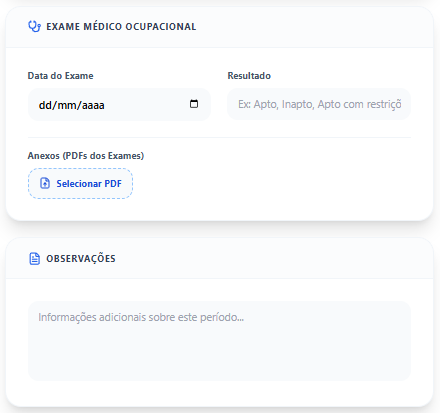 EXAME MÉDICO OCUPACIONAL
Data do Exame
Resultado
dd/mm/aaaa
Ex: Apto, Inapto, Apto com restriçõ
Anexos (PDFs dos Exames)
Selecionar PDF
OBSERVAÇÕES
Informações adicionais sobre este período...